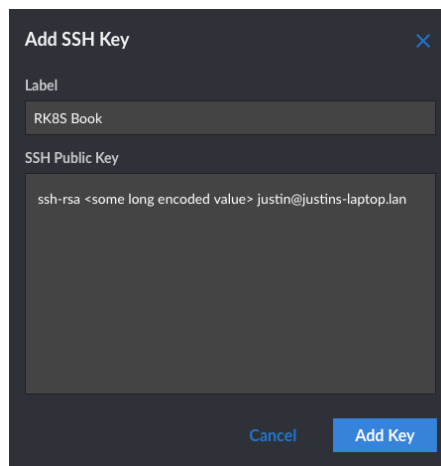 Add SSH Key
Label
RK8S Book
SSH Public Key
ssh-rsa <some long encoded value> justin@justins-laptop.lan
Cancel
Add Key